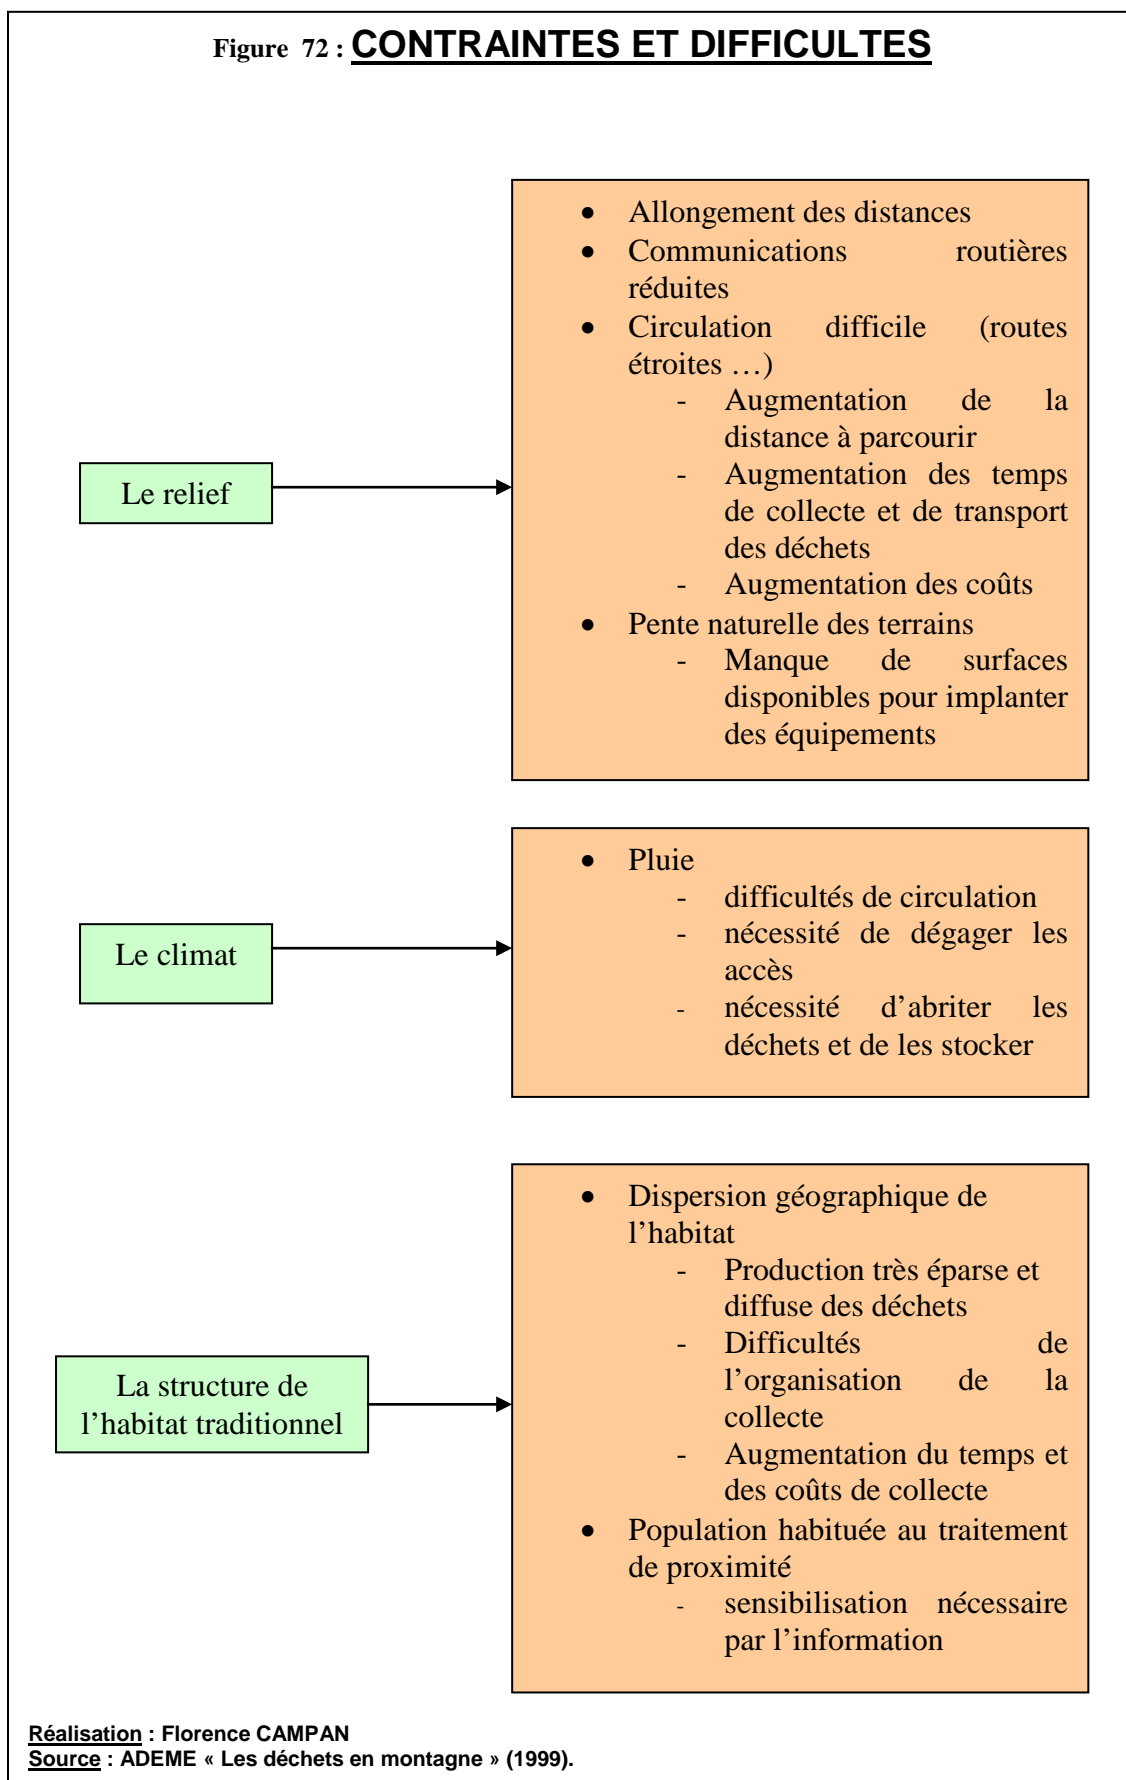 Figure 72 : CONTRAINTES ET DIFFICULTES
Le relief
• Allongement des distances
• Communications routières
réduites
• Circulation difficile (routes
étroites …)
- Augmentation de la
distance à parcourir
- Augmentation des temps
de collecte et de transport
des déchets
- Augmentation des coûts
• Pente naturelle des terrains
- Manque de surfaces
disponibles pour implanter
des équipements
Le climat
• Pluie
- difficultés de circulation
- nécessité de dégager les
accès
- nécessité d’abriter les
déchets et de les stocker
La structure de
l’habitat traditionnel
• Dispersion géographique de
l’habitat
- Production très éparse et
diffuse des déchets
- Difficultés de
l’organisation de la
collecte
- Augmentation du temps et
des coûts de collecte
• Population habituée au traitement
de proximité
- sensibilisation nécessaire
par l’information
Réalisation : Florence CAMPAN
Source : ADEME « Les déchets en montagne » (1999).